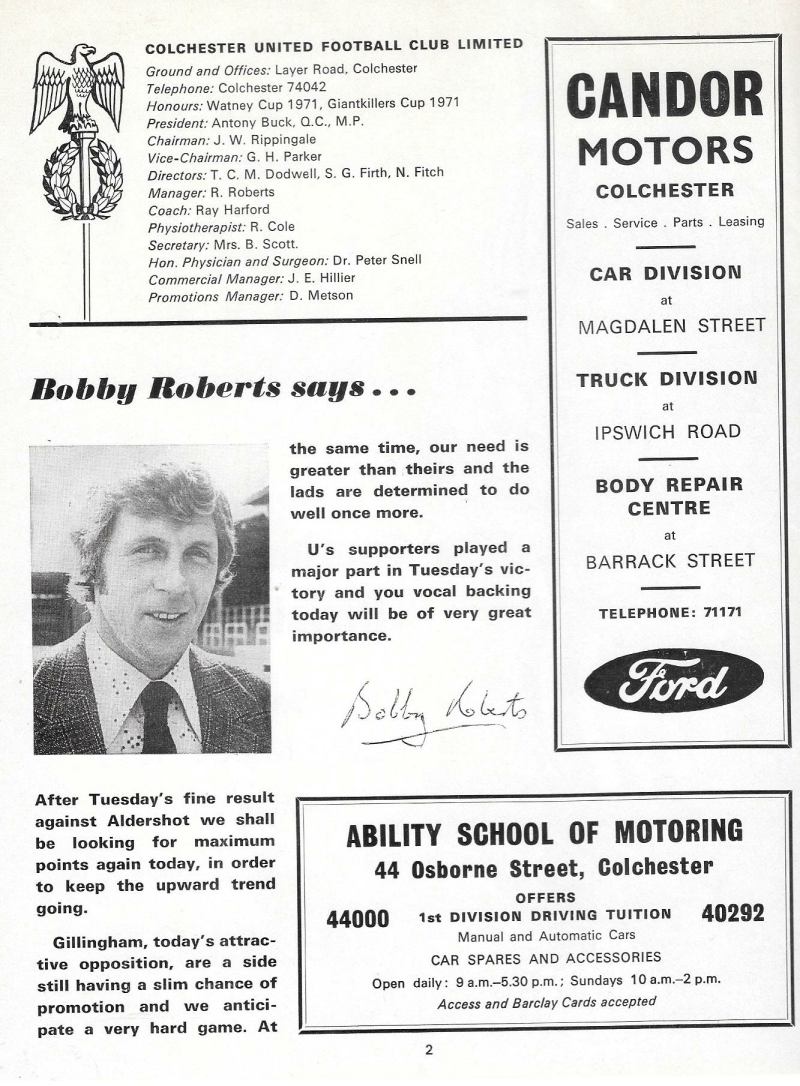 COLCHESTER UNITED FOOTBALL CLUB LIMITED
Ground and Offices: Layer Road, Colchester
Telephone: Colchester 74042
Honours: Watney Cup 1971, Giantkillers Cup 1971
President: Antony Buck, Q.C., M.P.
Chairman: J. W. Rippingale
Vice-Chairman: G. H. Parker
Directors: T. C. M. Dodwell, S. G. Firth, N. Fitch
Manager: R. Roberts
Coach: Ray Harford
Physiotherapist: R. Cole
Secretary: Mrs. B. Scott.
Hon. Physician and Surgeon: Dr. Peter Snell
Commercial Manager: J. E. Hillier
Promotions Manager: D. Metson
Bobby Roberts says...
After Tuesday's fine result
against Aldershot we shall
be looking for maximum
points again today, in order
to keep the upward trend
going.
Gillingham, today's attrac-
tive opposition, are a side
still having a slim chance of
promotion and we antici-
pate a very hard game. At
the same time, our need is
greater than theirs and the
lads are determined to do
well once more.
U's supporters played a
major part in Tuesday's vic-
tory and you vocal backing
today will be of very great
importance.
Bobby Roberts
CANDOR
MOTORS
COLCHESTER
Sales . Service . Parts . Leasing
CAR DIVISION
at
MAGDALEN STREET
TRUCK DIVISION
at
IPSWICH ROAD
BODY REPAIR
CENTRE
at
BARRACK STREET
TELEPHONE: 71171
Ford
ABILITY SCHOOL OF MOTORING
44 Osborne Street, Colchester
OFFERS
44000 1st DIVISION DRIVING TUITION 40292
Manual and Automatic Cars
CAR SPARES AND ACCESSORIES
Open daily: 9 a.m.–5.30 p.m.; Sundays 10 a.m.–2 p.m.
Access and Barclay Cards accepted
2